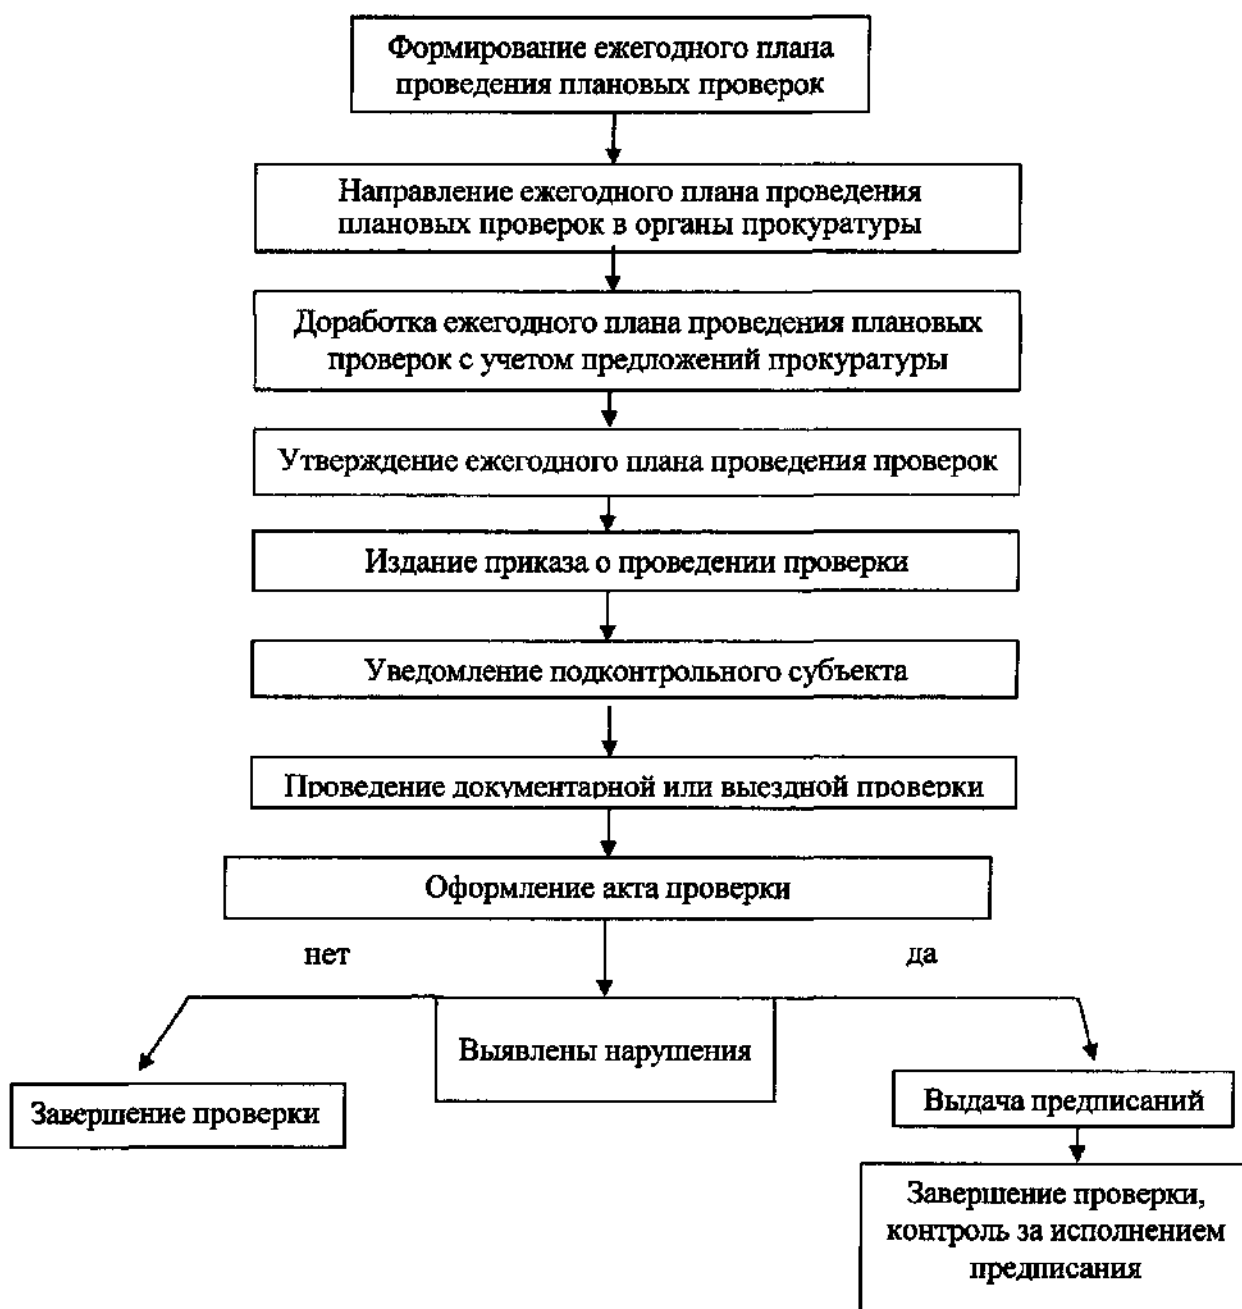 Формирование ежегодного плана
проведения плановых проверок
Направление ежегодного плана проведения
плановых проверок в органы прокуратуры
Доработка ежегодного плана проведения плановых
проверок с учетом предложений прокуратуры
Утверждение ежегодного плана проведения проверок
Издание приказа о проведении проверки
Уведомление подконтрольного субъекта
Проведение документарной или выездной проверки
Оформление акта проверки
нет
да
Выявлены нарушения
Завершение проверки
Выдача предписаний
Завершение проверки,
контроль за исполнением
предписания